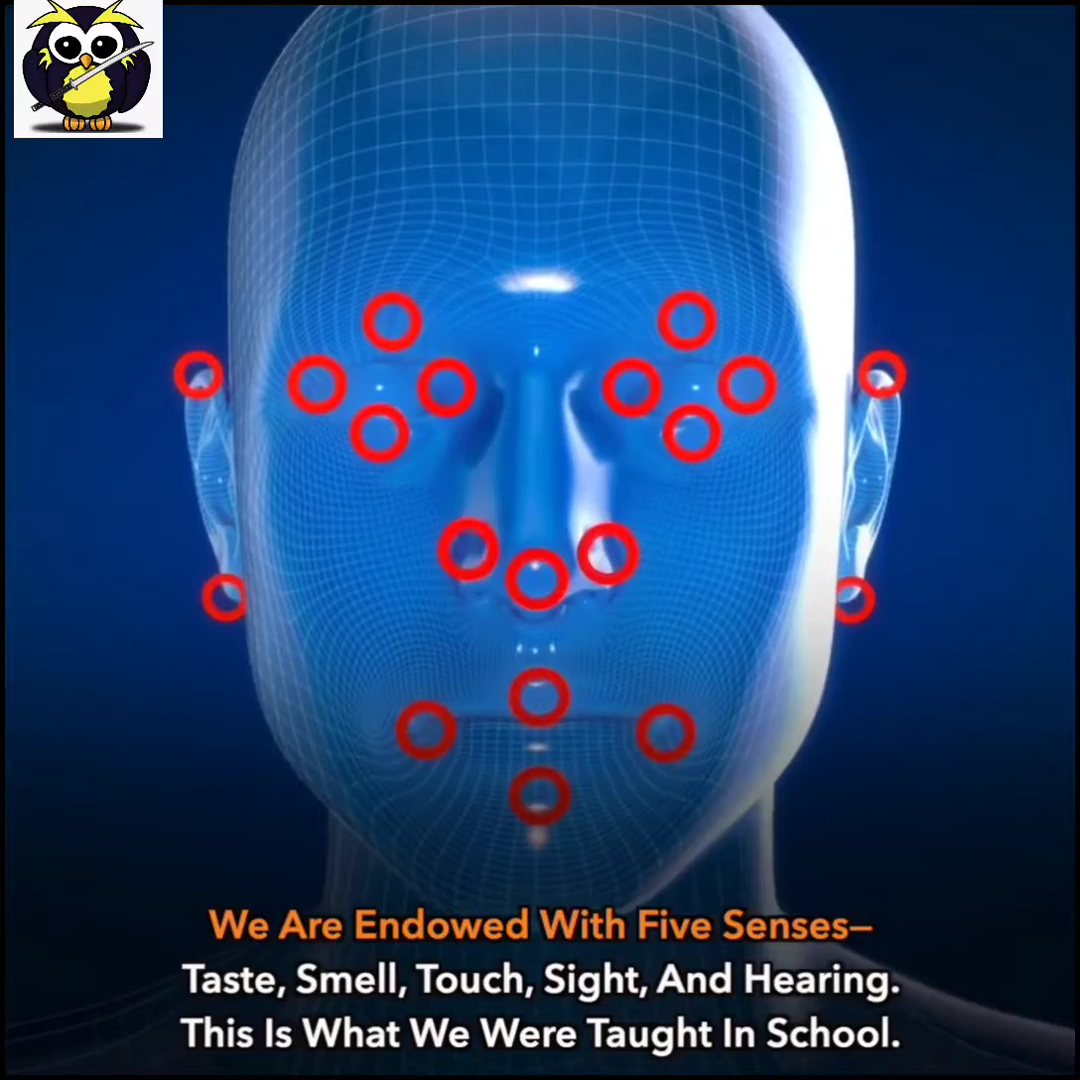 We Are Endowed With Five Senses—
Taste, Smell, Touch, Sight, And Hearing.
This Is What We Were Taught In School.